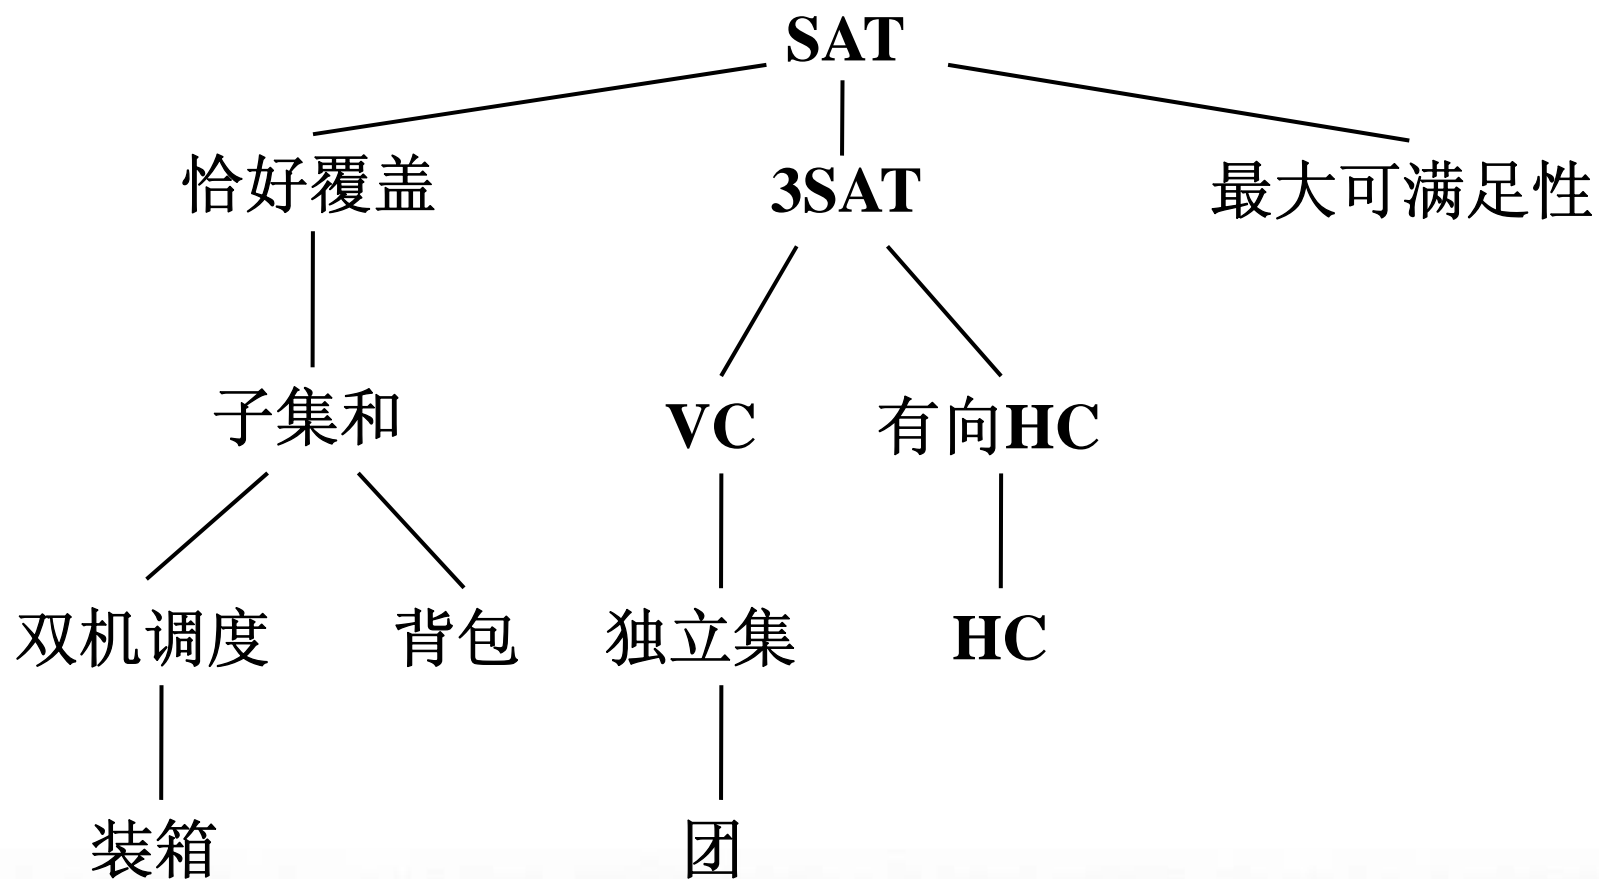 SAT
恰好覆盖 3SAT 最大可满足性
子集和 VC 有向HC
双机调度 背包 独立集 HC
装箱 团